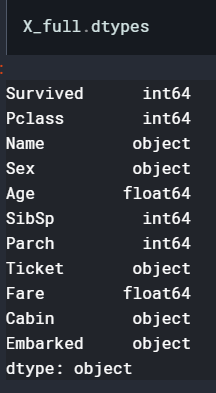 X_full.dtypes
:
Survived int64
Pclass int64
Name object
Sex object
Age float64
SibSp int64
Parch int64
Ticket object
Fare float64
Cabin object
Embarked object
dtype: object